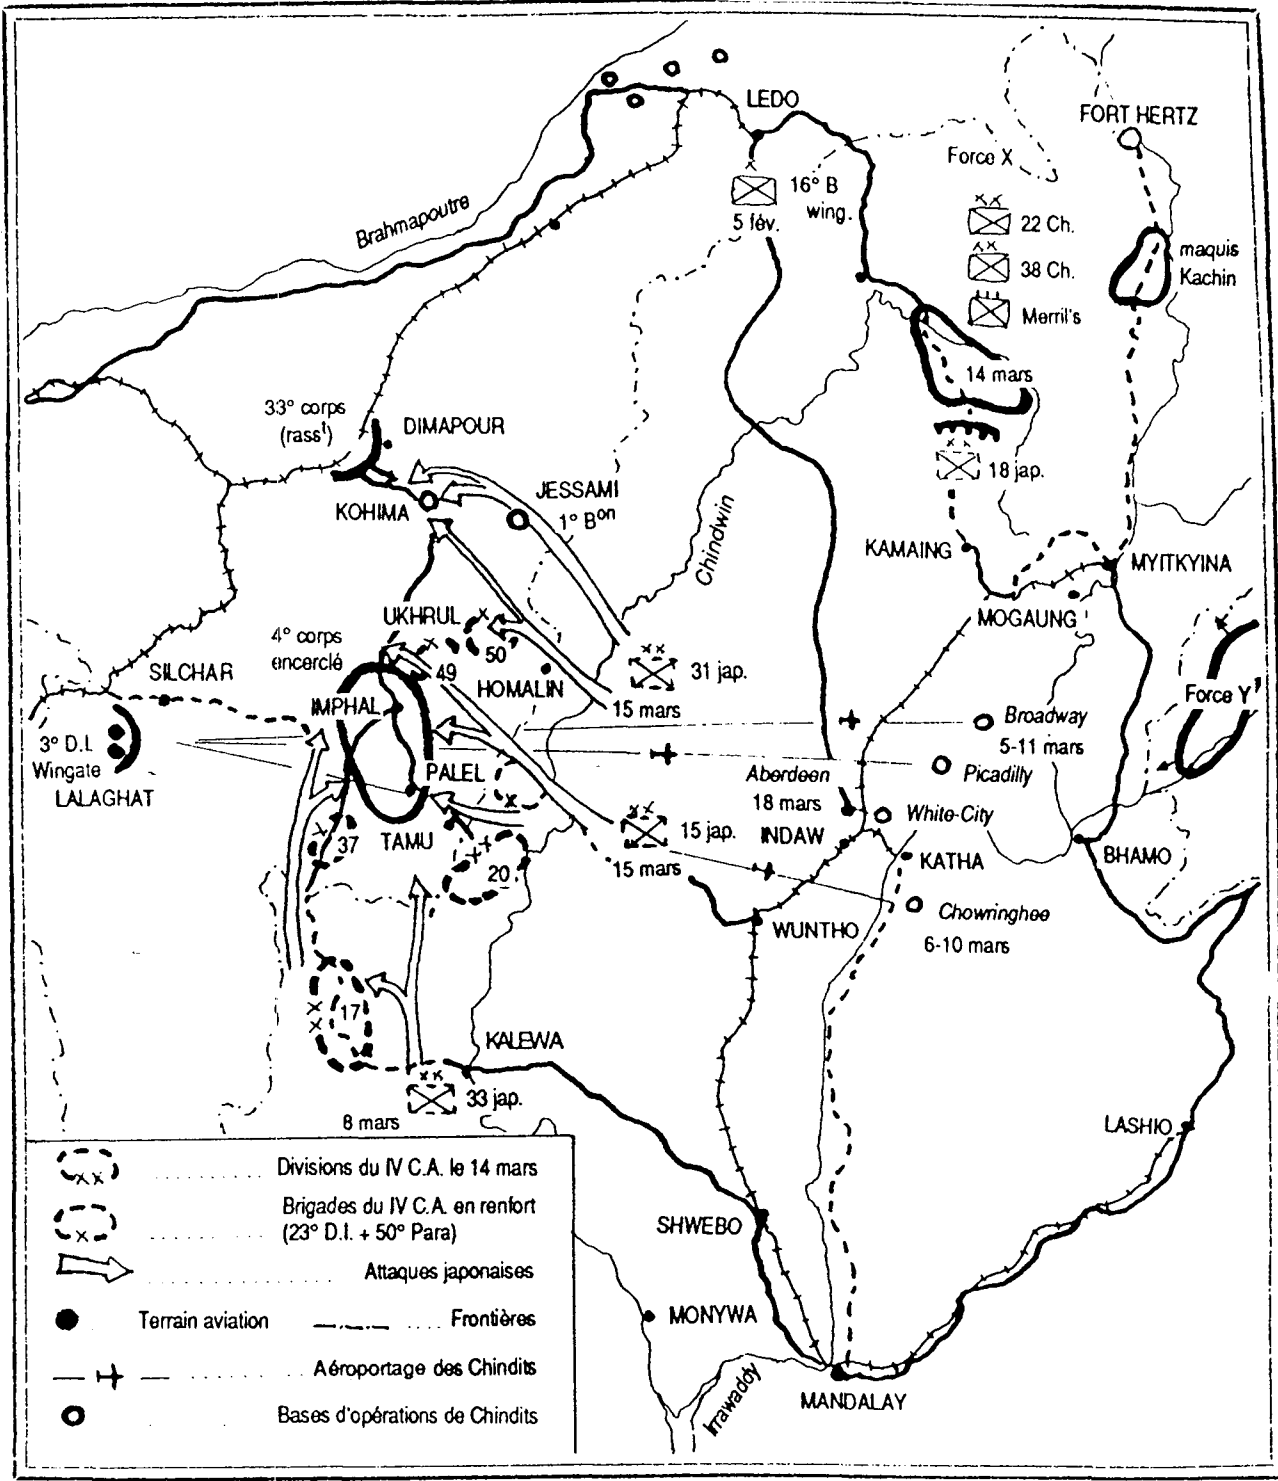 LEDO
FORT HERTZ
Force X
16° B
wing.
5 fév.
22 Ch.
38 Ch.
Merril's
maquis
Kachin
Brahmapoutre
14 mars
33° corps
(rass^t)
DIMAPOUR
18 jap.
KOHIMA
JESSAMI
1° B^on
Chindwin
KAMAING
MYITKYINA
MOGAUNG
UKHRUL
4° corps
encerclé
50
49
SILCHAR
HOMALIN
31 jap.
15 mars
IMPHAL
Force Y
3° D.I.
Wingate
LALAGHAT
Broadway
5-11 mars
PALEL
Aberdeen
18 mars
INDAW
Picadilly
White-City
37
TAMU
15 jap.
15 mars
20
KATHA
BHAMO
Chowringhee
6-10 mars
WUNTHO
17
KALEWA
33 jap.
8 mars
LASHIO
SHWEBO
MONYWA
MANDALAY
Irrawaddy
Divisions du IV C.A. le 14 mars
Brigades du IV C.A. en renfort
(23° D.I. + 50° Para)
Attaques japonaises
Terrain aviation
Frontières
Aéroportage des Chindits
Bases d'opérations de Chindits